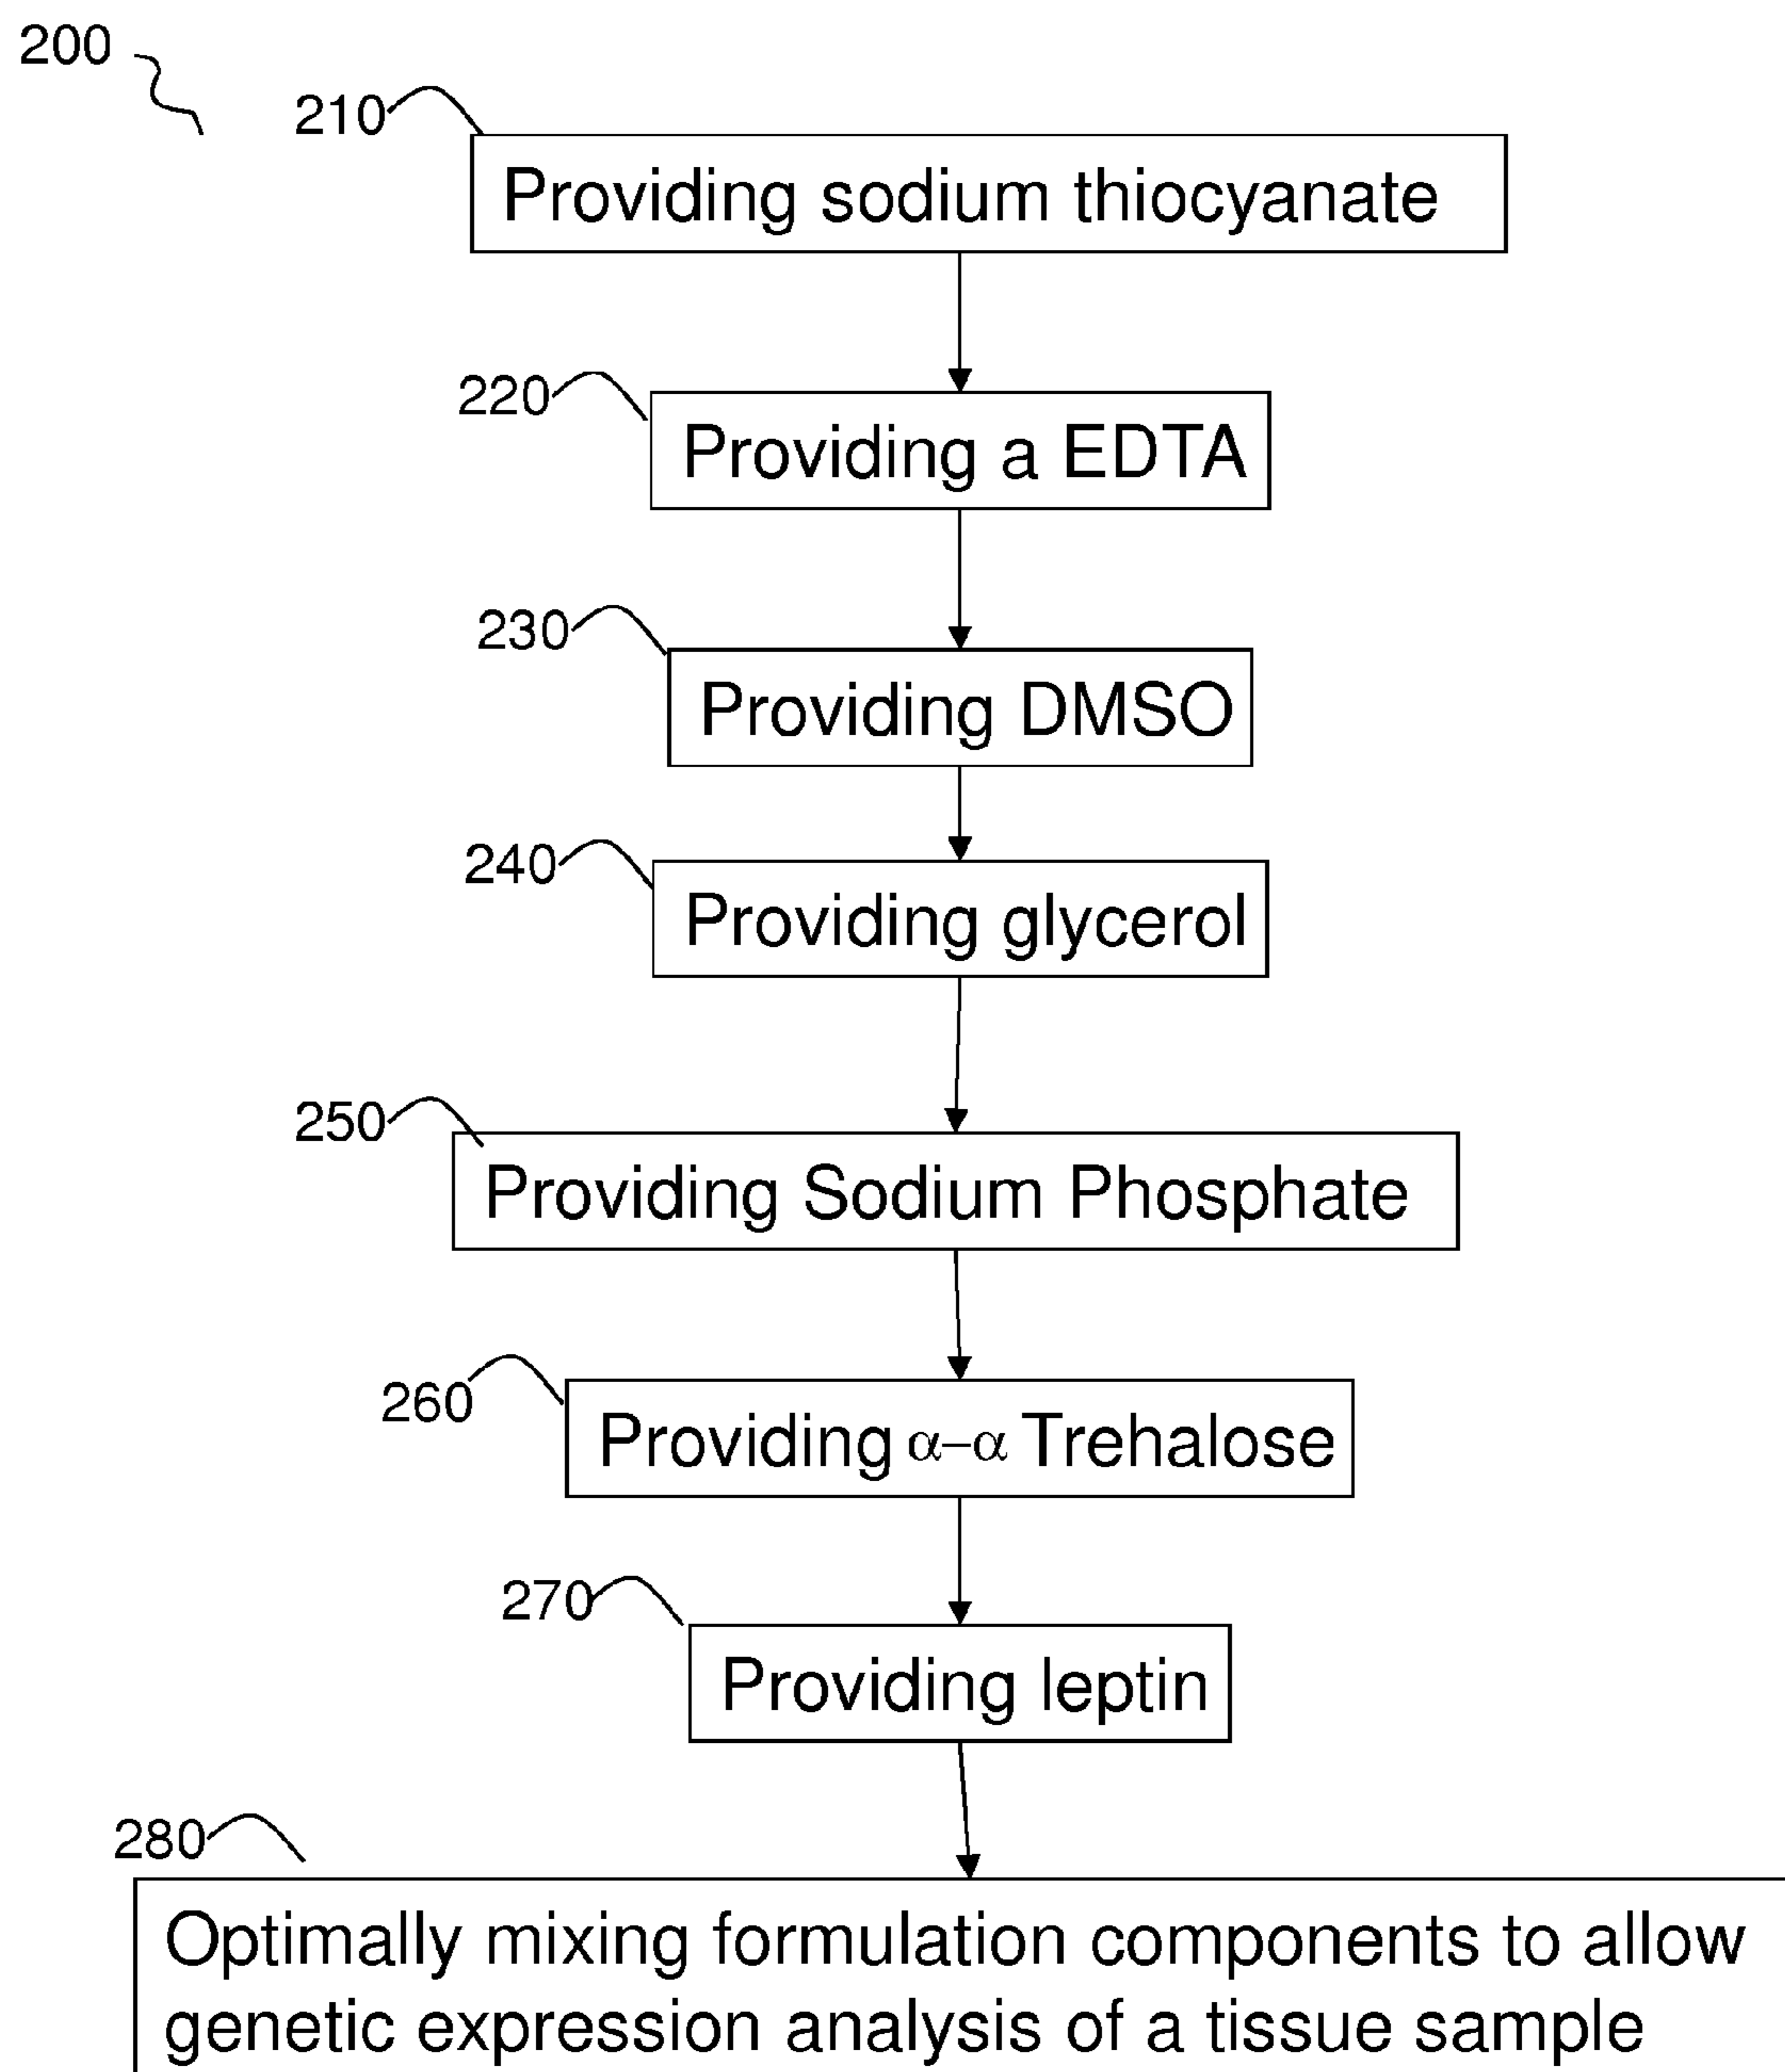 200
210
Providing sodium thiocyanate
220
Providing a EDTA
230
Providing DMSO
240
Providing glycerol
250
Providing Sodium Phosphate
260
Providing α–α Trehalose
270
Providing leptin
280
Optimally mixing formulation components to allow
genetic expression analysis of a tissue sample